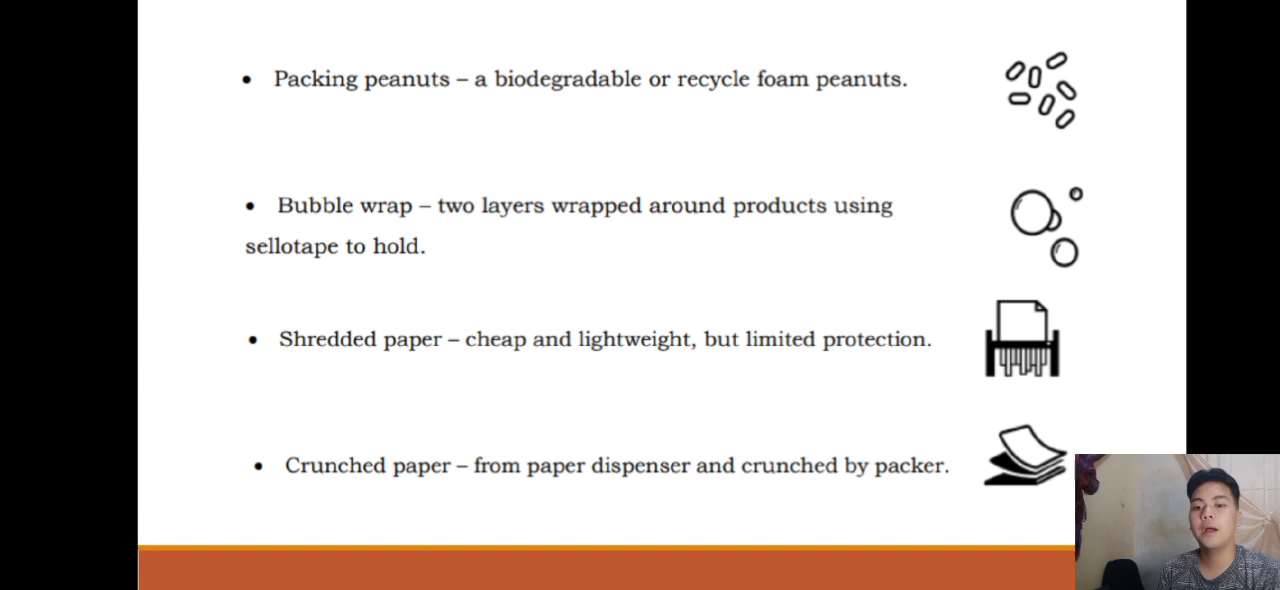 • Packing peanuts – a biodegradable or recycle foam peanuts.
• Bubble wrap – two layers wrapped around products using
sellotape to hold.
• Shredded paper – cheap and lightweight, but limited protection.
• Crunched paper – from paper dispenser and crunched by packer.